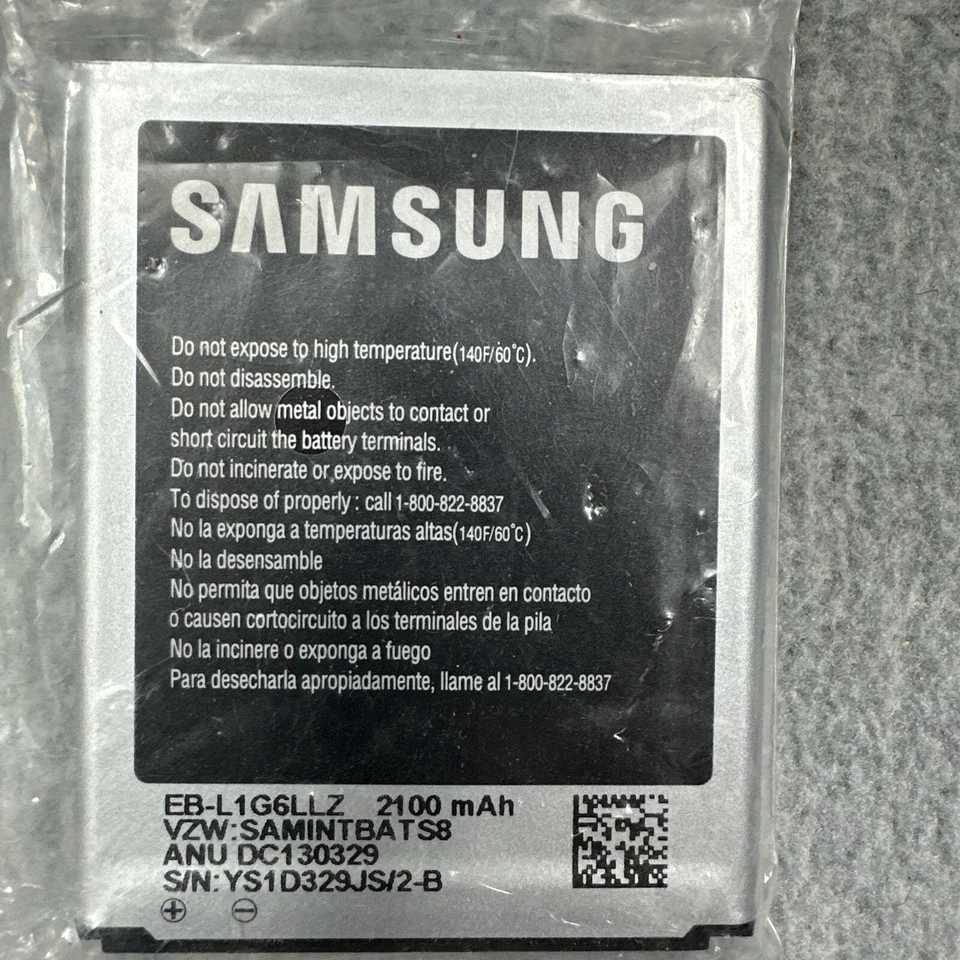 SAMSUNG
Do not expose to high temperature(140F/60°C).
Do not disassemble.
Do not allow metal objects to contact or
short circuit the battery terminals.
Do not incinerate or expose to fire.
To dispose of properly : call 1-800-822-8837
No la exponga a temperaturas altas(140F/60°C)
No la desensamble
No permita que objetos metálicos entren en contacto
o causen cortocircuito a los terminales de la pila
No la incinere o exponga a fuego
Para desecharla apropiadamente, llame al 1-800-822-8837
EB-L1G6LLZ 2100 mAh
VZW:SAMINTBATS8
ANU DC130329
S/N:YS1D329JS/2-B
+ −